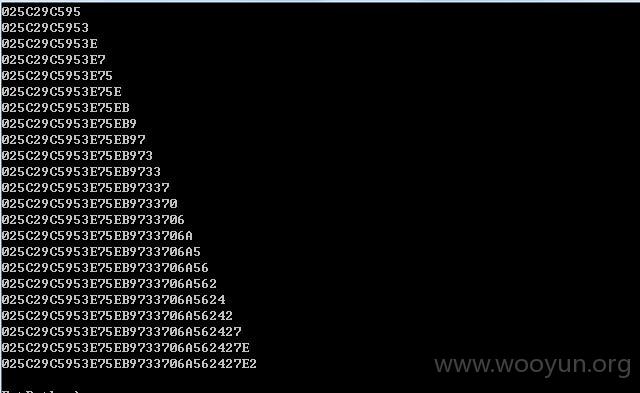 025C29C595
025C29C5953
025C29C5953E
025C29C5953E7
025C29C5953E75
025C29C5953E75E
025C29C5953E75EB
025C29C5953E75EB9
025C29C5953E75EB97
025C29C5953E75EB973
025C29C5953E75EB9733
025C29C5953E75EB97337
025C29C5953E75EB973370
025C29C5953E75EB9733706
025C29C5953E75EB9733706A
025C29C5953E75EB9733706A5
025C29C5953E75EB9733706A56
025C29C5953E75EB9733706A562
025C29C5953E75EB9733706A5624
025C29C5953E75EB9733706A56242
025C29C5953E75EB9733706A562427
025C29C5953E75EB9733706A562427E
025C29C5953E75EB9733706A562427E2
www.wooyun.org